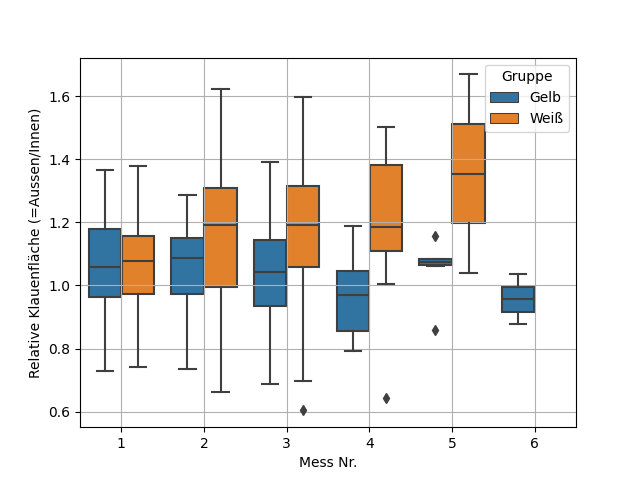 Gruppe
Gelb
Weiß
1.6
1.4
1.2
1.0
0.8
0.6
Relative Klauenfläche (=Aussen/Innen)
1 2 3 4 5 6
Mess Nr.